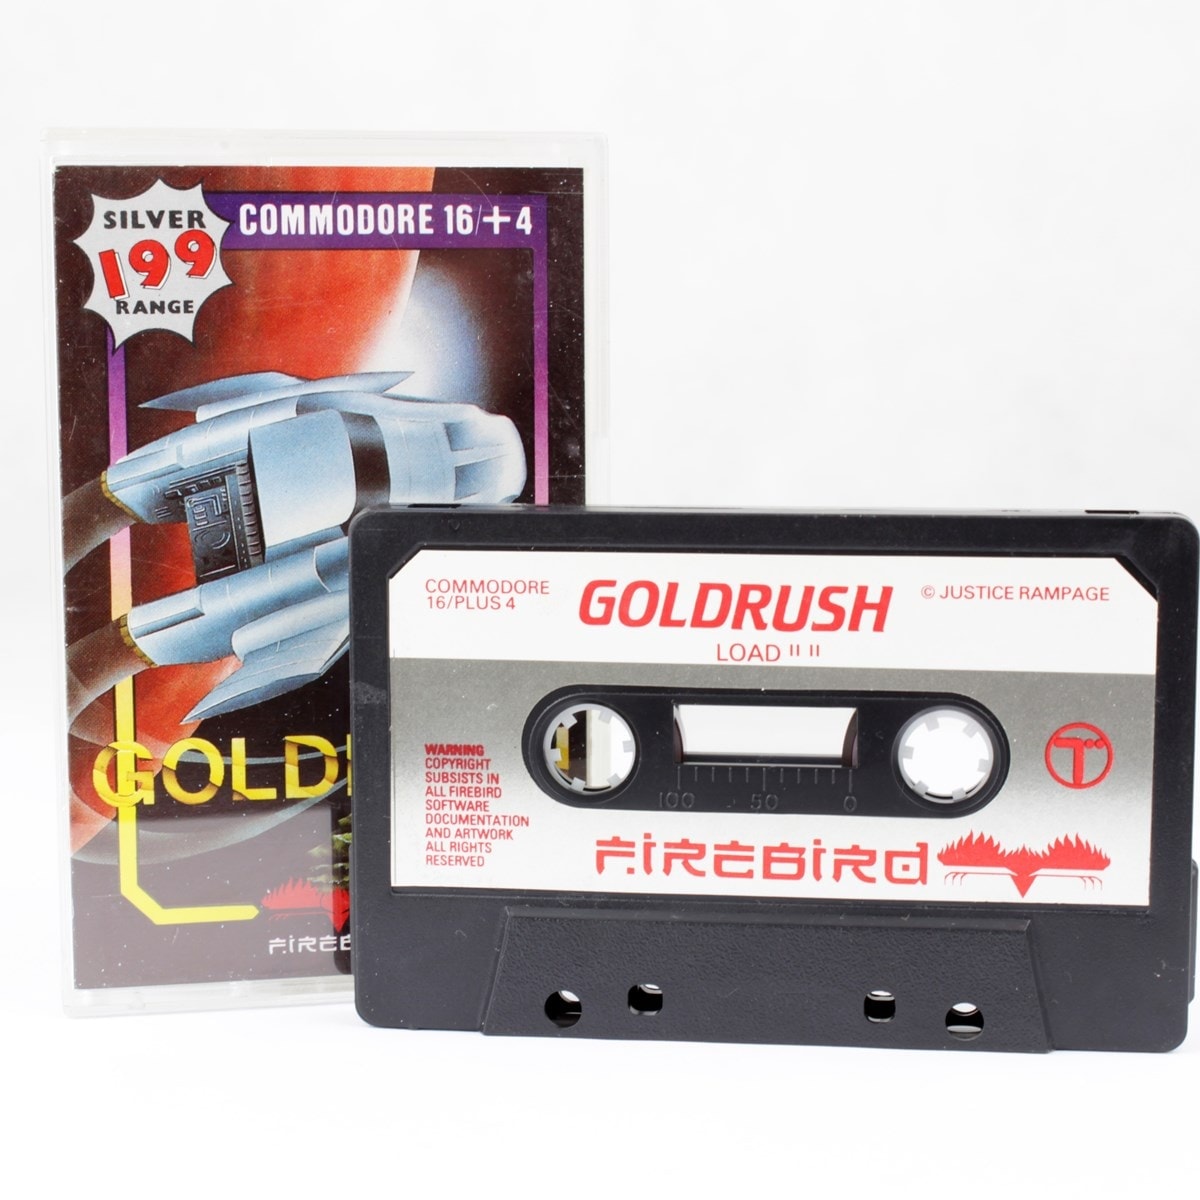 SILVER
199
RANGE
COMMODORE 16/+4
GOLD
FIREB
COMMODORE
16/PLUS 4
GOLDRUSH
© JUSTICE RAMPAGE
LOAD " "
WARNING
COPYRIGHT
SUBSISTS IN
ALL FIREBIRD
SOFTWARE
DOCUMENTATION
AND ARTWORK
ALL RIGHTS
RESERVED
100 50 0
T
FIREBIRD